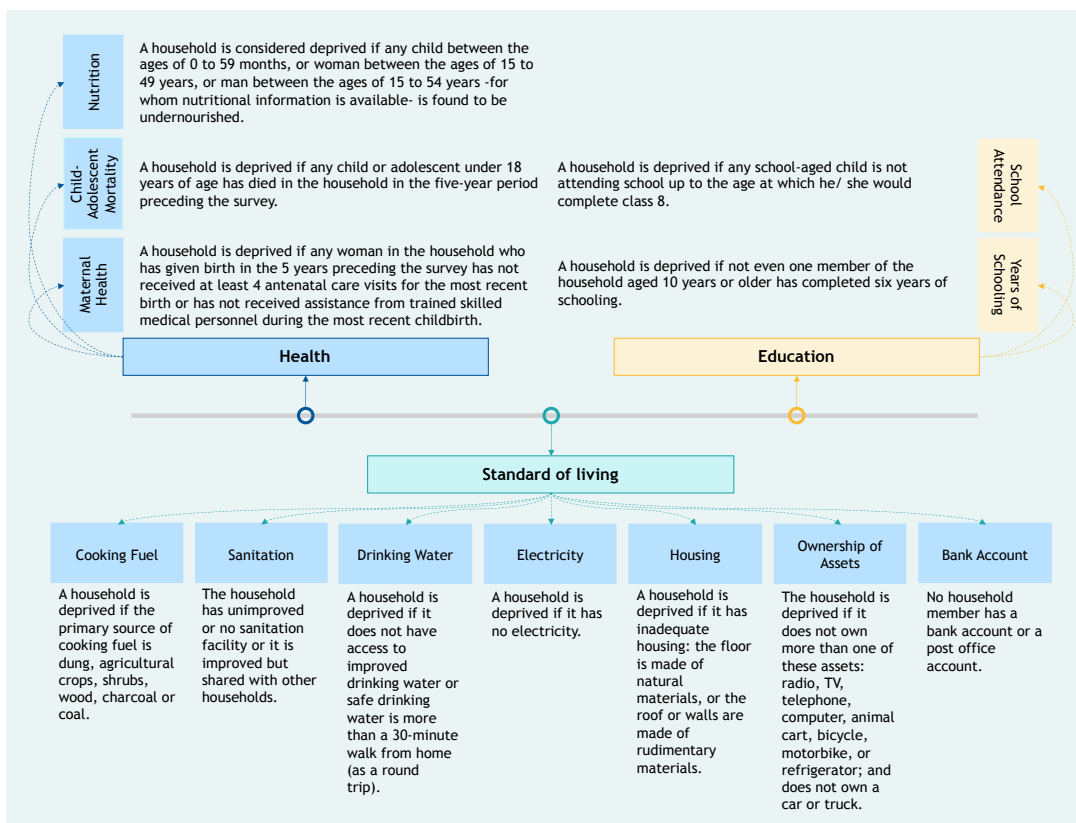 Nutrition
A household is considered deprived if any child between the
ages of 0 to 59 months, or woman between the ages of 15 to
49 years, or man between the ages of 15 to 54 years -for
whom nutritional information is available- is found to be
undernourished.
Child-
Adolescent
Mortality
A household is deprived if any child or adolescent under 18
years of age has died in the household in the five-year period
preceding the survey.
Maternal
Health
A household is deprived if any woman in the household who
has given birth in the 5 years preceding the survey has not
received at least 4 antenatal care visits for the most recent
birth or has not received assistance from trained skilled
medical personnel during the most recent childbirth.
Health
A household is deprived if any school-aged child is not
attending school up to the age at which he/ she would
complete class 8.
School
Attendance
A household is deprived if not even one member of the
household aged 10 years or older has completed six years of
schooling.
Years of
Schooling
Education
Standard of living
Cooking Fuel
A household is
deprived if the
primary source of
cooking fuel is
dung, agricultural
crops, shrubs,
wood, charcoal or
coal.
Sanitation
The household
has unimproved
or no sanitation
facility or it is
improved but
shared with other
households.
Drinking Water
A household is
deprived if it
does not have
access to
improved
drinking water or
safe drinking
water is more
than a 30-minute
walk from home
(as a round
trip).
Electricity
A household is
deprived if it has
no electricity.
Housing
A household is
deprived if it has
inadequate
housing: the floor
is made of
natural
materials, or the
roof or walls are
made of
rudimentary
materials.
Ownership of
Assets
The household is
deprived if it
does not own
more than one of
these assets:
radio, TV,
telephone,
computer, animal
cart, bicycle,
motorbike, or
refrigerator; and
does not own a
car or truck.
Bank Account
No household
member has a
bank account or a
post office
account.